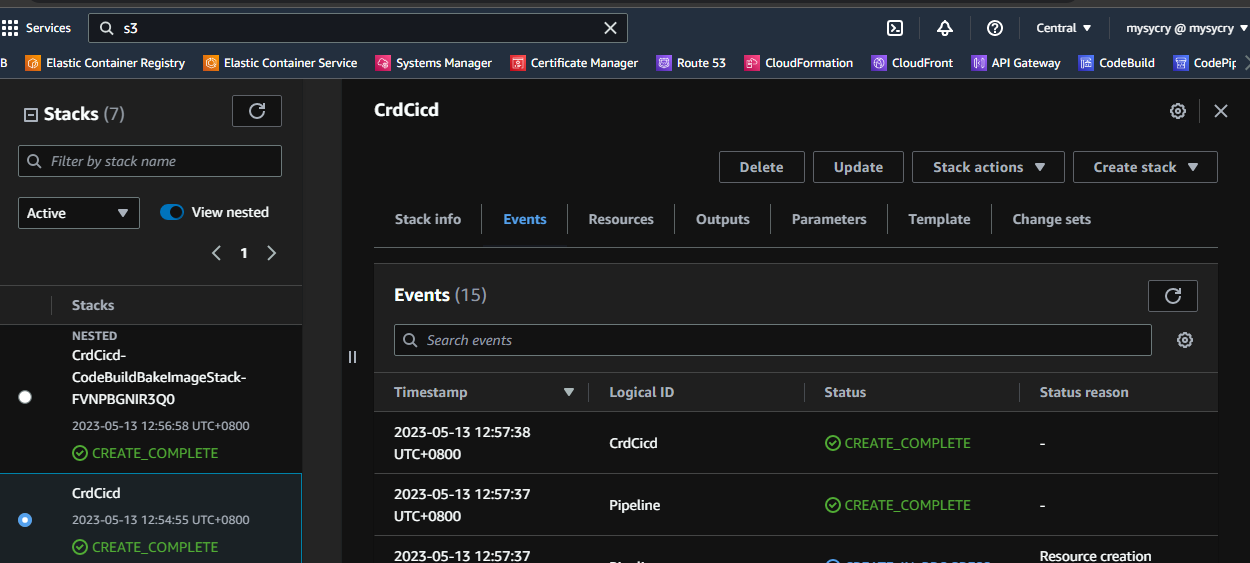 Services
s3
Central
mysycry @ mysycry
B
Elastic Container Registry
Elastic Container Service
Systems Manager
Certificate Manager
Route 53
CloudFormation
CloudFront
API Gateway
CodeBuild
CodePip
Stacks (7)
Filter by stack name
Active
View nested
1
Stacks
NESTED
CrdCicd-
CodeBuildBakeImageStack-
FVNPBGNIR3Q0
2023-05-13 12:56:58 UTC+0800
CREATE_COMPLETE
CrdCicd
2023-05-13 12:54:55 UTC+0800
CREATE_COMPLETE
CrdCicd
Delete
Update
Stack actions
Create stack
Stack info
Events
Resources
Outputs
Parameters
Template
Change sets
Events (15)
Search events
Timestamp
Logical ID
Status
Status reason
2023-05-13 12:57:38
UTC+0800
CrdCicd
CREATE_COMPLETE
-
2023-05-13 12:57:37
UTC+0800
Pipeline
CREATE_COMPLETE
-
2023-05-13 12:57:37
Pipeline
CREATE_IN_PROGRESS
Resource creation